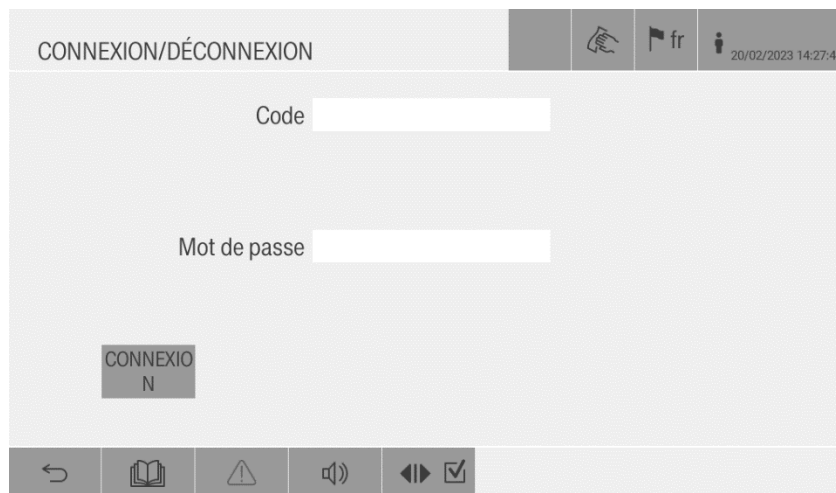 CONNEXION/DÉCONNEXION
fr
20/02/2023 14:27:4
Code
Mot de passe
CONNEXIO
N